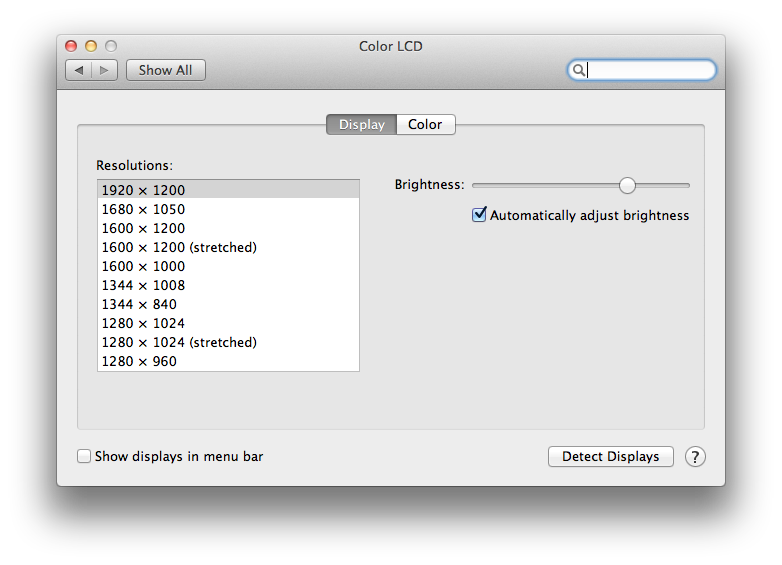 Color LCD
Show All
Display Color
Resolutions:
1920 × 1200
1680 × 1050
1600 × 1200
1600 × 1200 (stretched)
1600 × 1000
1344 × 1008
1344 × 840
1280 × 1024
1280 × 1024 (stretched)
1280 × 960
Brightness:
Automatically adjust brightness
Show displays in menu bar
Detect Displays ?